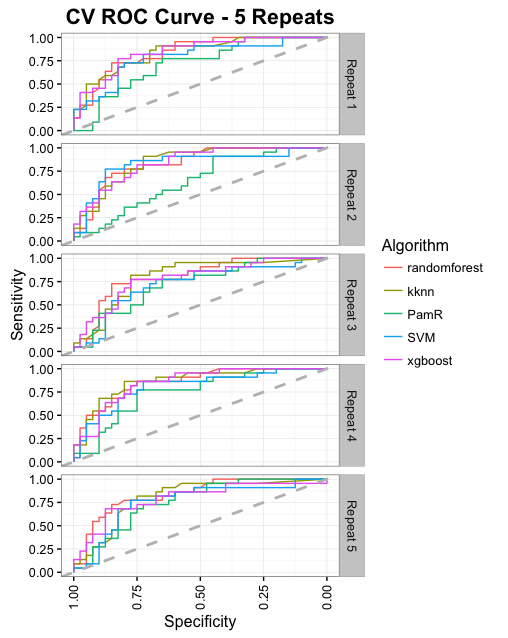 CV ROC Curve - 5 Repeats
Sensitivity
1.00
0.75
0.50
0.25
0.00
Repeat 1
1.00
0.75
0.50
0.25
0.00
Repeat 2
1.00
0.75
0.50
0.25
0.00
Repeat 3
1.00
0.75
0.50
0.25
0.00
Repeat 4
1.00
0.75
0.50
0.25
0.00
Repeat 5
1.00
0.75
0.50
0.25
0.00
Specificity
Algorithm
randomforest
kknn
PamR
SVM
xgboost